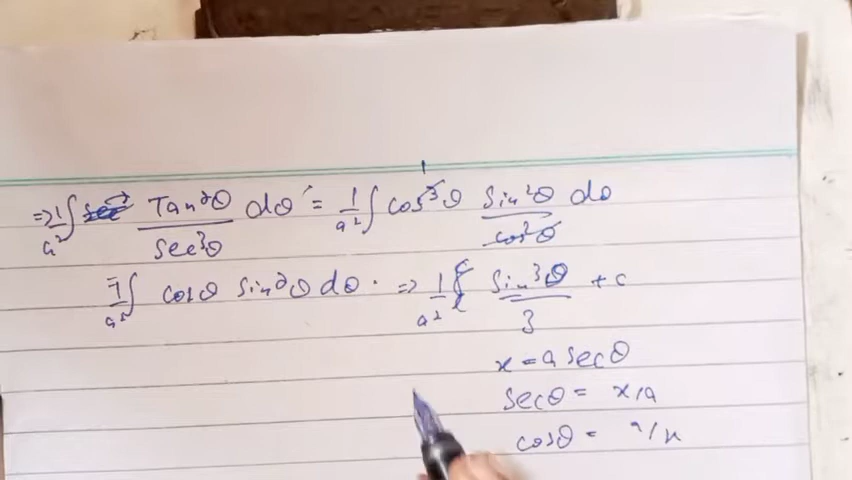 ⇒ 1/a² ∫ Tan²θ/sec³θ dθ = 1/a² ∫ cos³θ sin²θ/cos²θ dθ
= 1/a² ∫ cosθ sin²θ dθ. ⇒ 1/a² sin³θ/3 + c
x = a secθ
secθ = x/a
cosθ = a/x